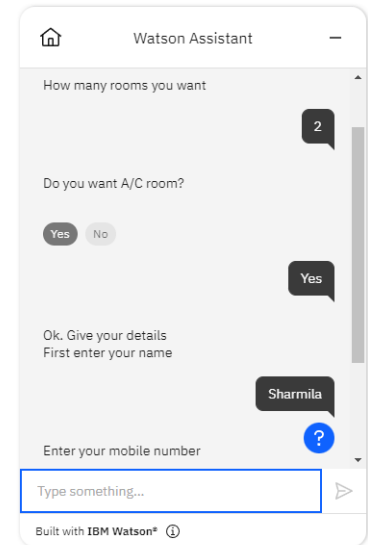 Watson Assistant
How many rooms you want
2
Do you want A/C room?
Yes No
Yes
Ok. Give your details
First enter your name
Sharmila
?
Enter your mobile number
Type something...
Built with IBM Watson® i